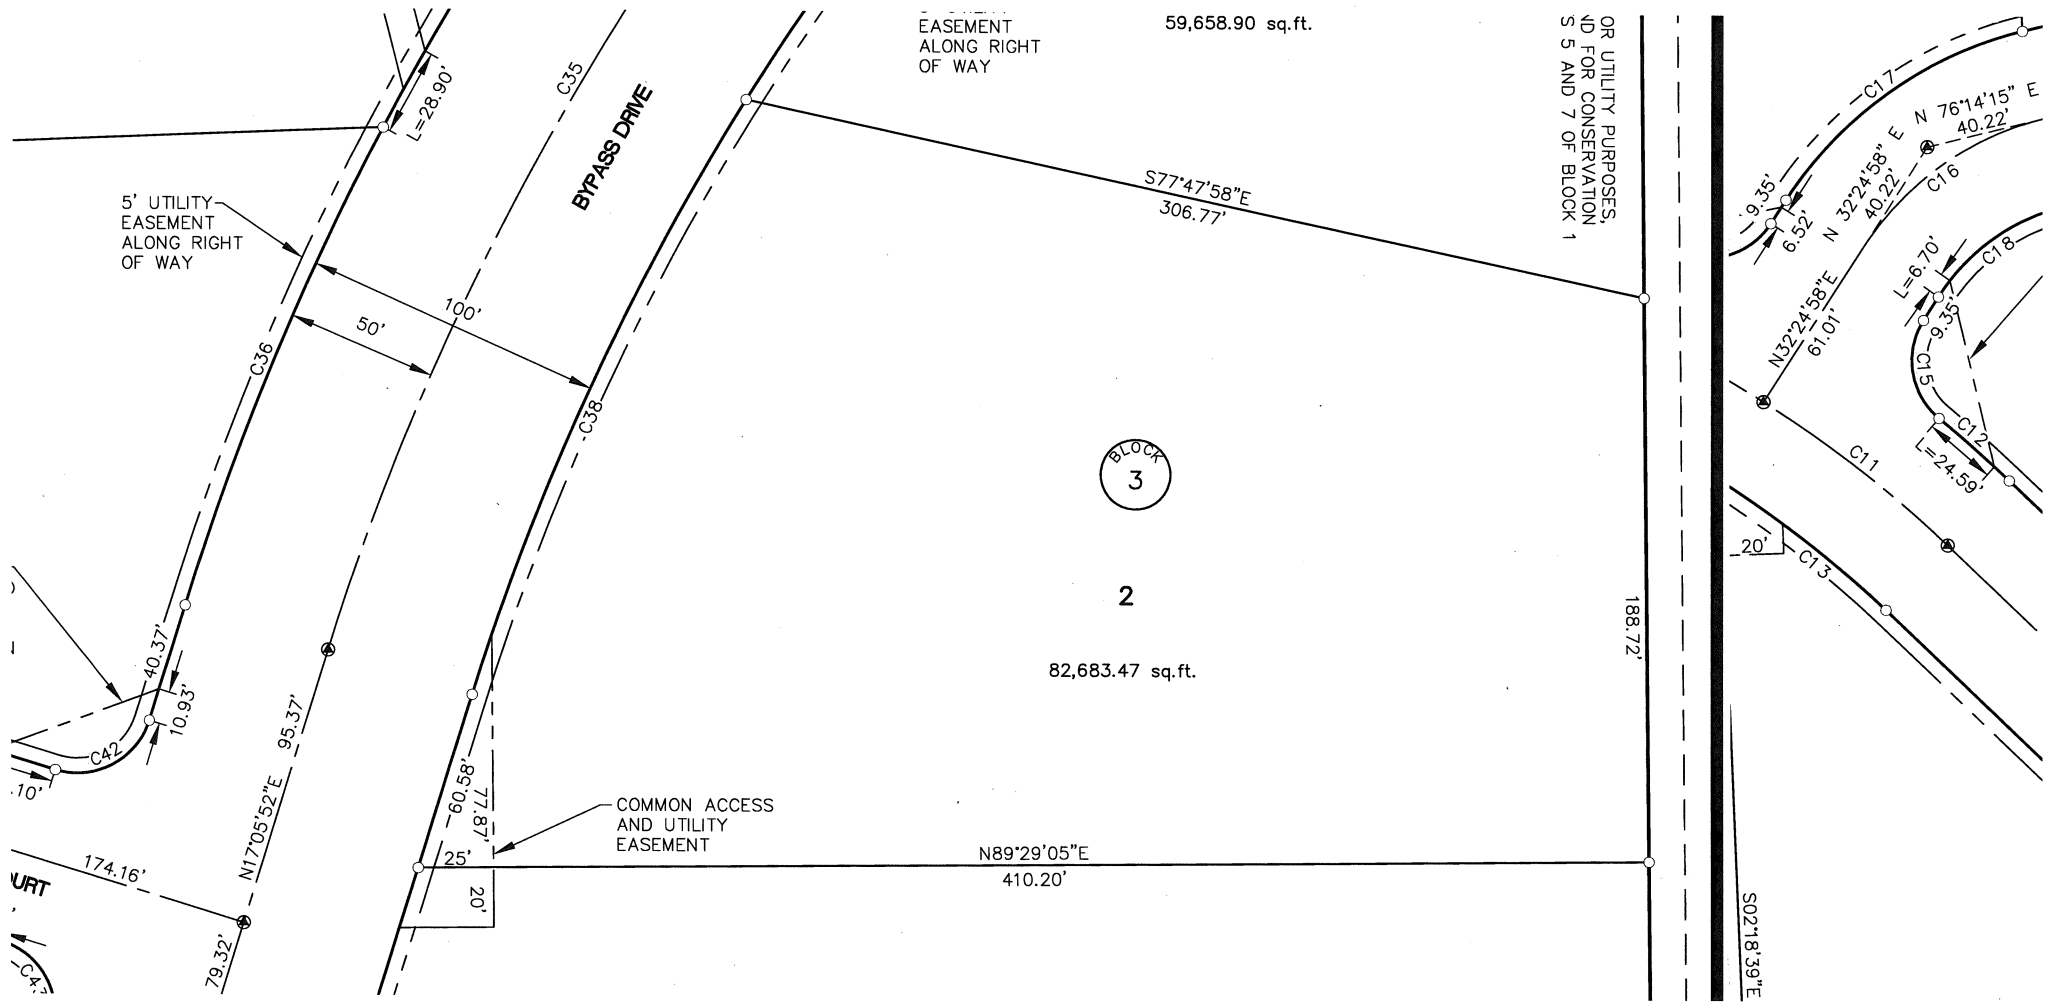 EASEMENT
ALONG RIGHT
OF WAY
59,658.90 sq.ft.
OR UTILITY PURPOSES,
ND FOR CONSERVATION
S 5 AND 7 OF BLOCK 1
C35
L=28.90'
BYPASS DRIVE
5' UTILITY
EASEMENT
ALONG RIGHT
OF WAY
100'
50'
C36
C38
S77°47'58"E
306.77'
BLOCK
3
2
82,683.47 sq.ft.
188.72'
40.37'
10.93'
C42
.10'
N17°05'52"E 95.37'
60.58'
77.87'
COMMON ACCESS
AND UTILITY
EASEMENT
25'
20'
N89°29'05"E
410.20'
174.16'
URT
79.32'
C17
N 76°14'15" E
40.22'
N 32°24'58" E
40.22'
C16
9.35'
6.52'
C18
L=6.70'
9.35'
N32°24'58"E
61.01'
C15
C12
L=24.59'
C11
20'
C13
S02°18'39"E